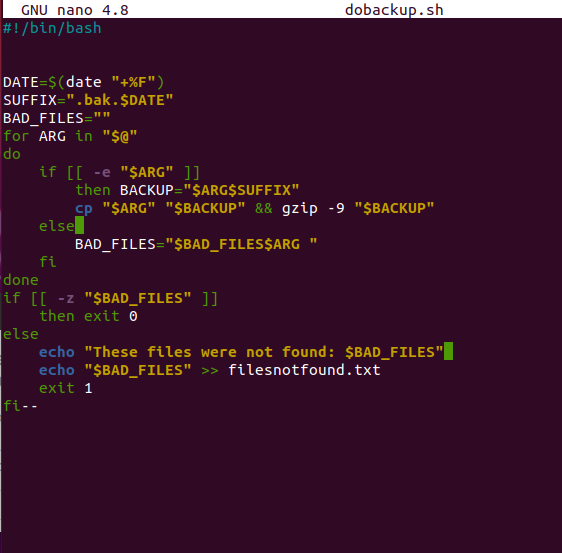 GNU nano 4.8 dobackup.sh
#!/bin/bash
DATE=$(date "+%F")
SUFFIX=".bak.$DATE"
BAD_FILES=""
for ARG in "$@"
do
    if [[ -e "$ARG" ]]
        then BACKUP="$ARG$SUFFIX"
        cp "$ARG" "$BACKUP" && gzip -9 "$BACKUP"
    else
        BAD_FILES="$BAD_FILES$ARG "
    fi
done
if [[ -z "$BAD_FILES" ]]
    then exit 0
else
    echo "These files were not found: $BAD_FILES"
    echo "$BAD_FILES" >> filesnotfound.txt
    exit 1
fi--